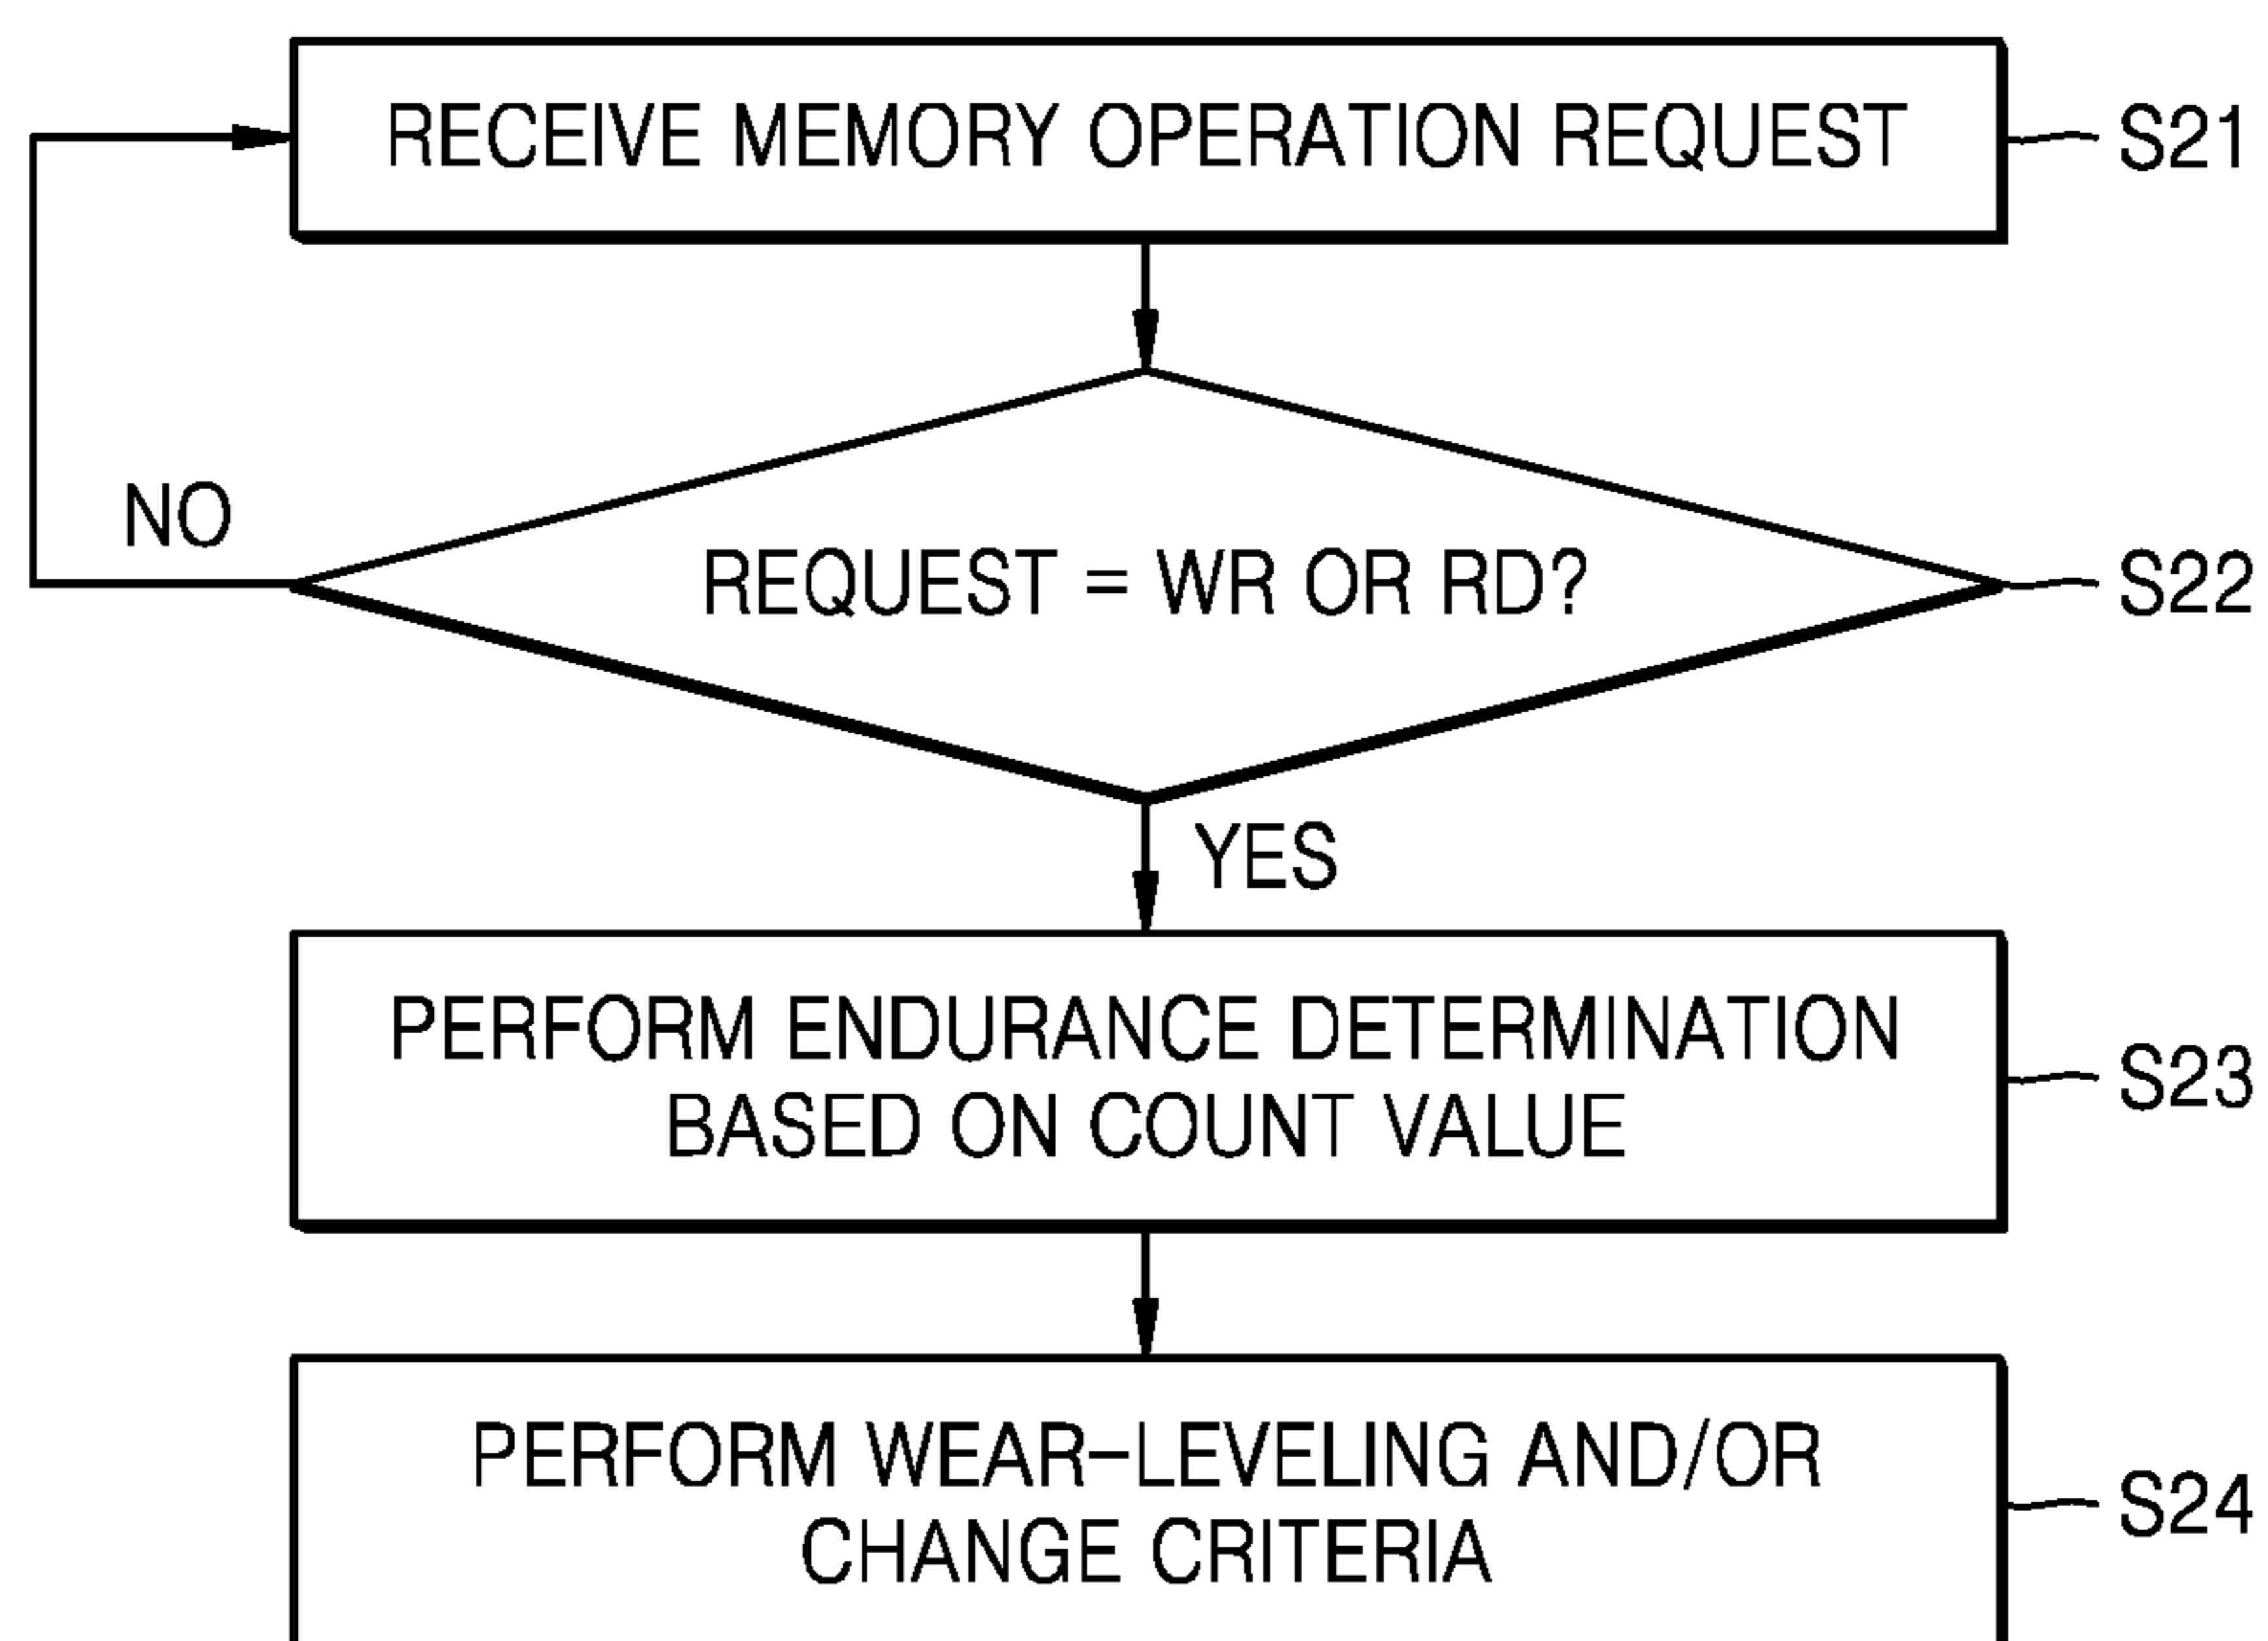 RECEIVE MEMORY OPERATION REQUEST
S21
NO
REQUEST = WR OR RD?
S22
YES
PERFORM ENDURANCE DETERMINATION
BASED ON COUNT VALUE
S23
PERFORM WEAR-LEVELING AND/OR
CHANGE CRITERIA
S24